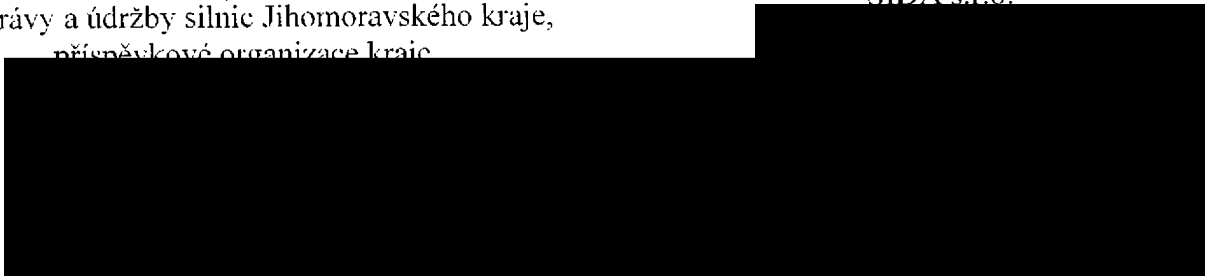 rávy a údržby silnic Jihomoravského kraje,
příspěvkové organizace kraje
s.r.o.